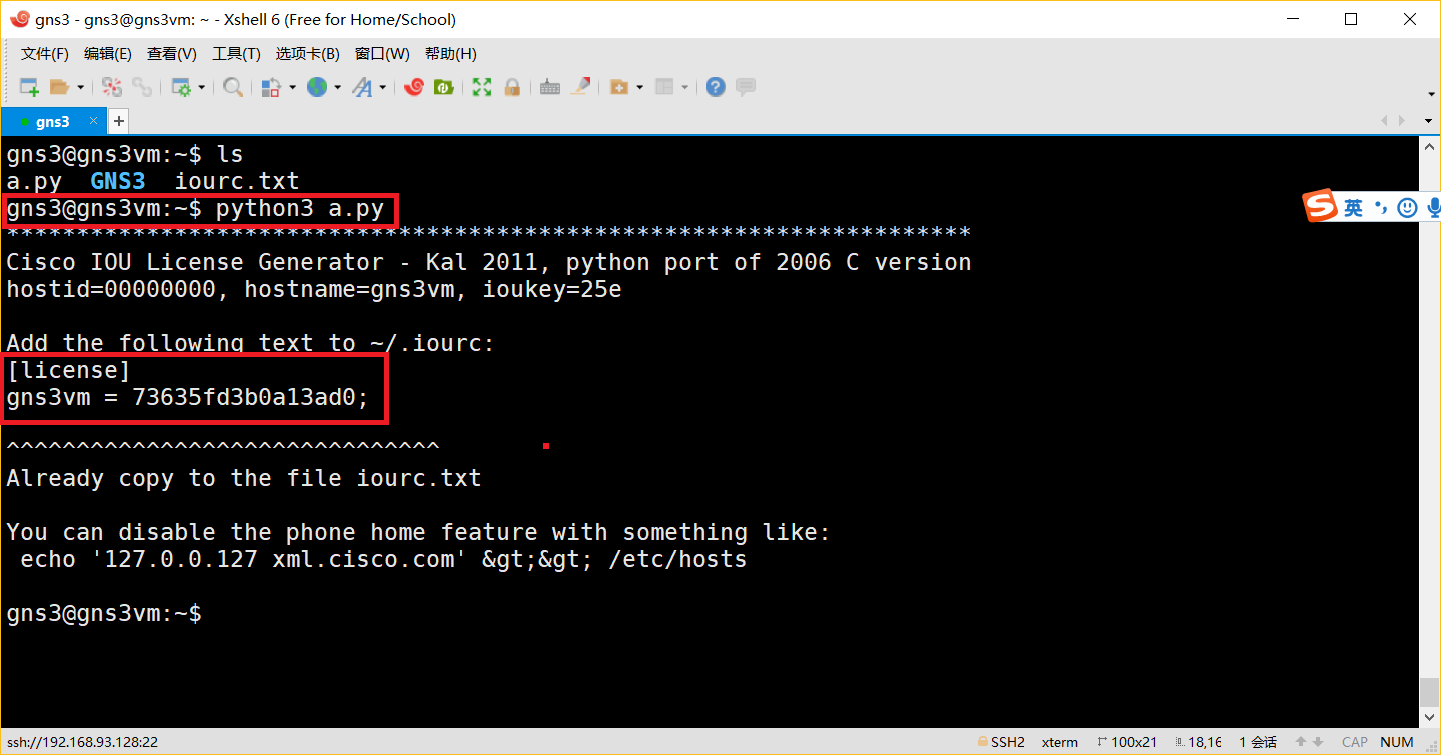 gns3 - gns3@gns3vm: ~ - Xshell 6 (Free for Home/School)
文件(F) 编辑(E) 查看(V) 工具(T) 选项卡(B) 窗口(W) 帮助(H)
gns3 × +
gns3@gns3vm:~$ ls
a.py GNS3 iourc.txt
gns3@gns3vm:~$ python3 a.py
*********************************************************************
Cisco IOU License Generator - Kal 2011, python port of 2006 C version
hostid=00000000, hostname=gns3vm, ioukey=25e
Add the following text to ~/.iourc:
[license]
gns3vm = 73635fd3b0a13ad0;
^^^^^^^^^^^^^^^^^^^^^^^^^^^^^^^
Already copy to the file iourc.txt
You can disable the phone home feature with something like:
echo '127.0.0.127 xml.cisco.com' &gt;&gt; /etc/hosts
gns3@gns3vm:~$
S 英
ssh://192.168.93.128:22 SSH2 xterm 100x21 18,16 1 会话 CAP NUM